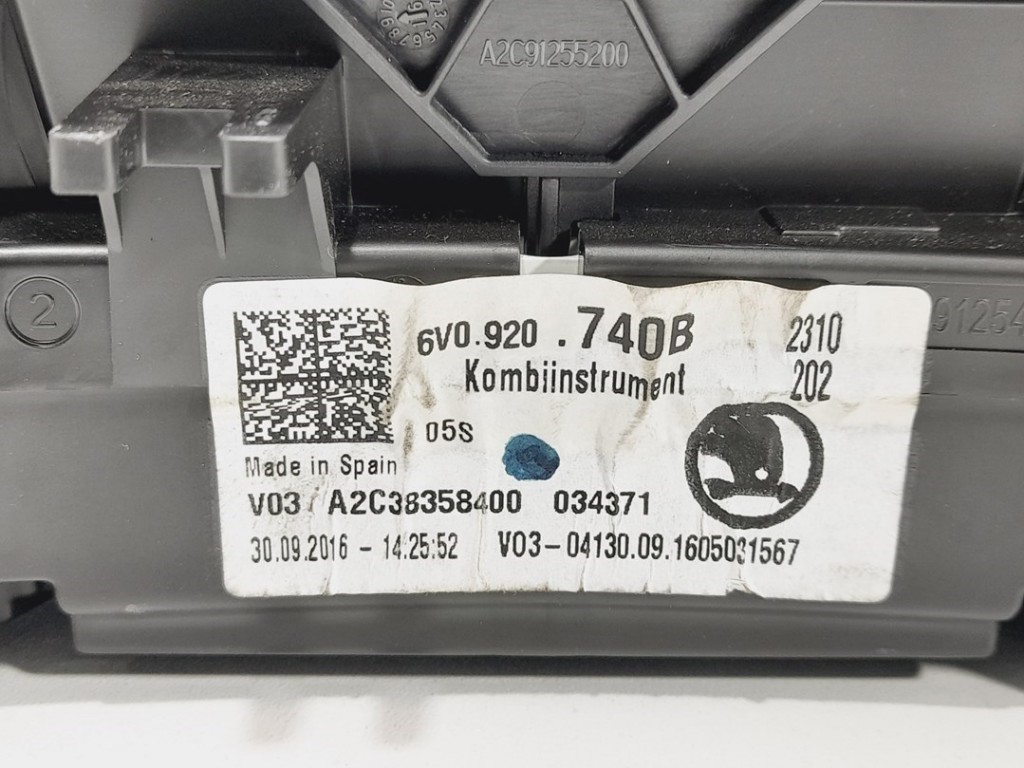 A2C91255200
2
91254
6V0.920 .740B 2310
Kombiinstrument 202
05S
Made in Spain
V03 A2C38358400 034371
30.09.2016 - 14:25:52 V03-04130.09.1605031567